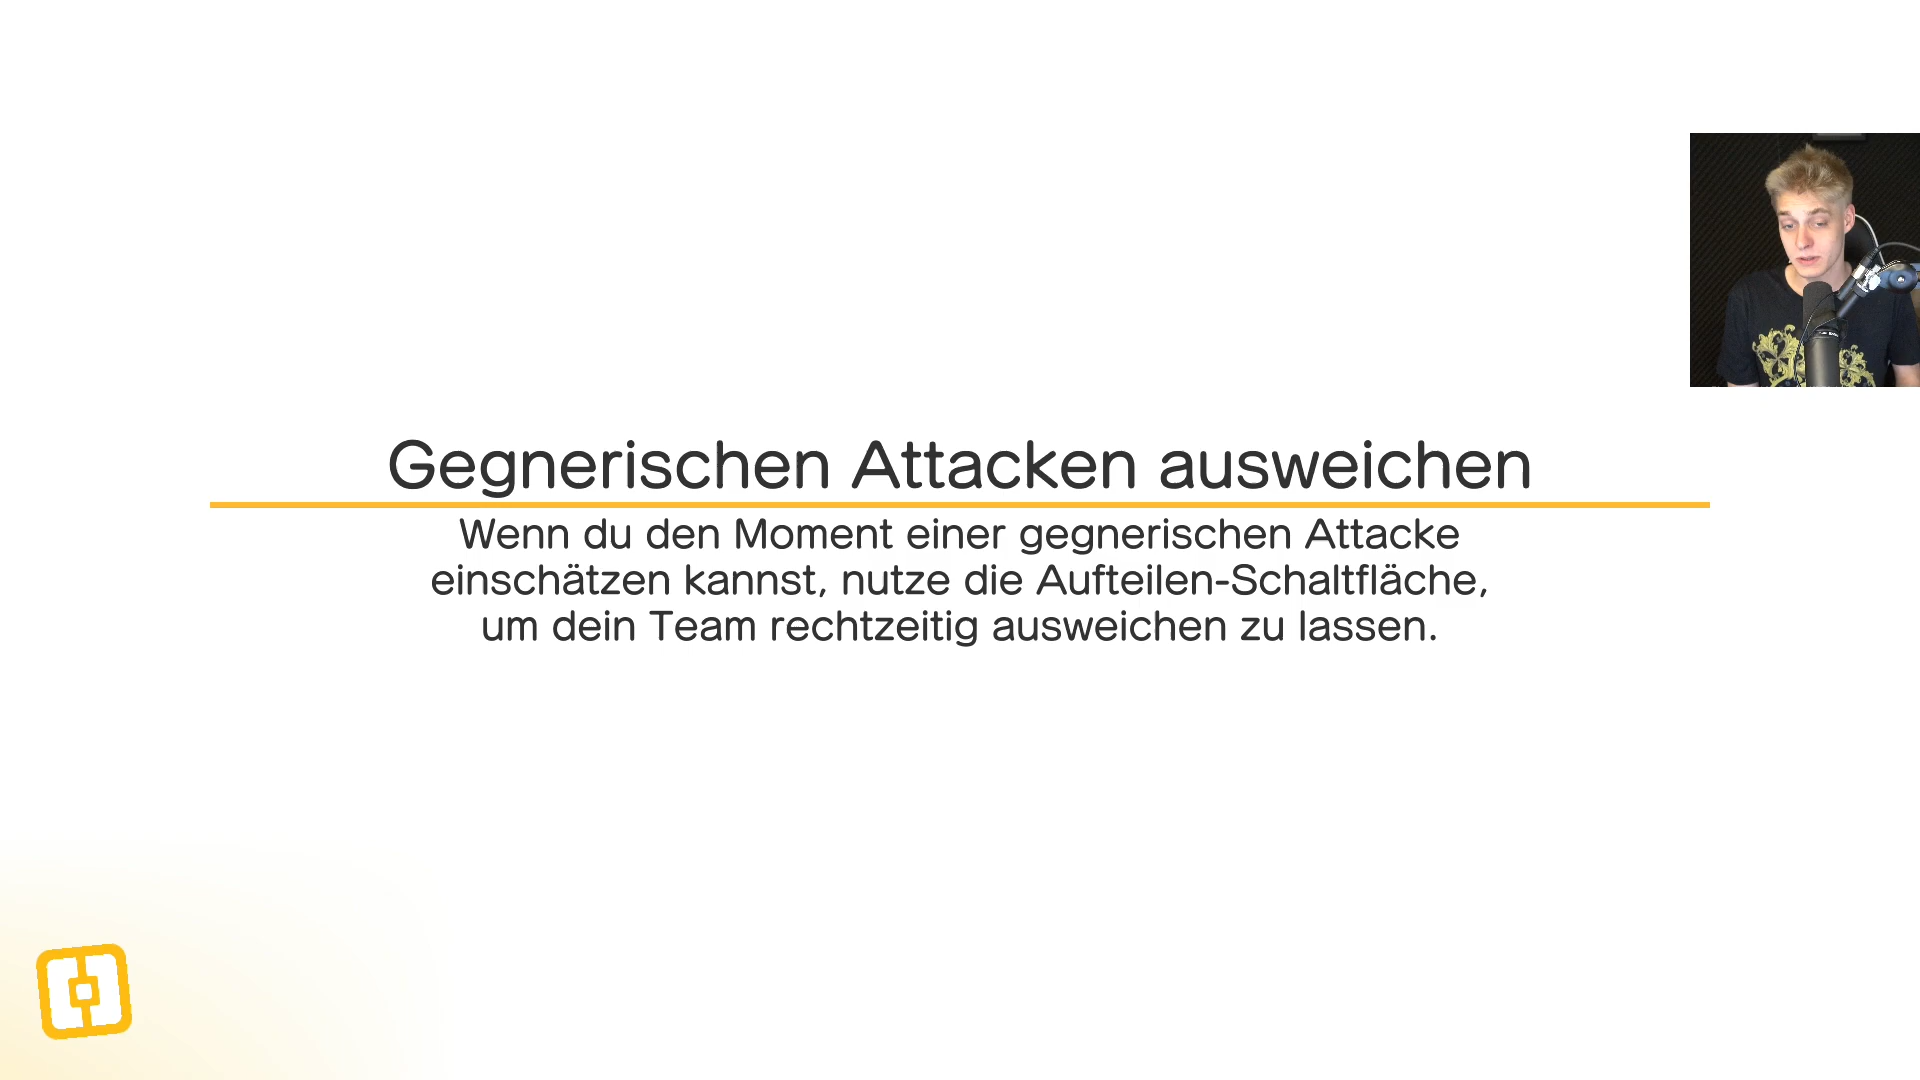 Gegnerischen Attacken ausweichen
Wenn du den Moment einer gegnerischen Attacke
einschätzen kannst, nutze die Aufteilen-Schaltfläche,
um dein Team rechtzeitig ausweichen zu lassen.